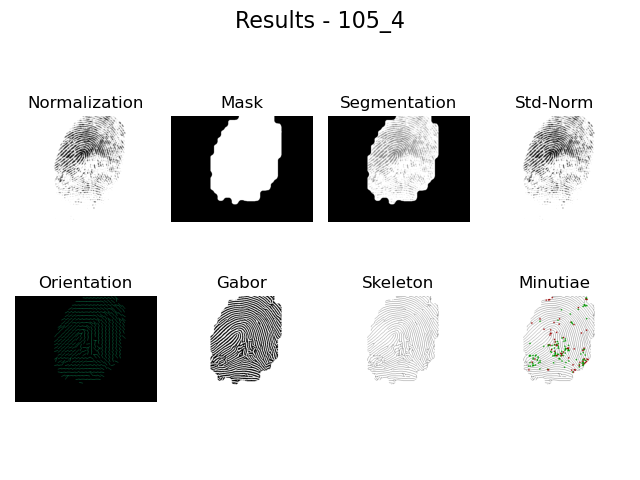 Results - 105_4
Normalization
Mask
Segmentation
Std-Norm
Orientation
Gabor
Skeleton
Minutiae